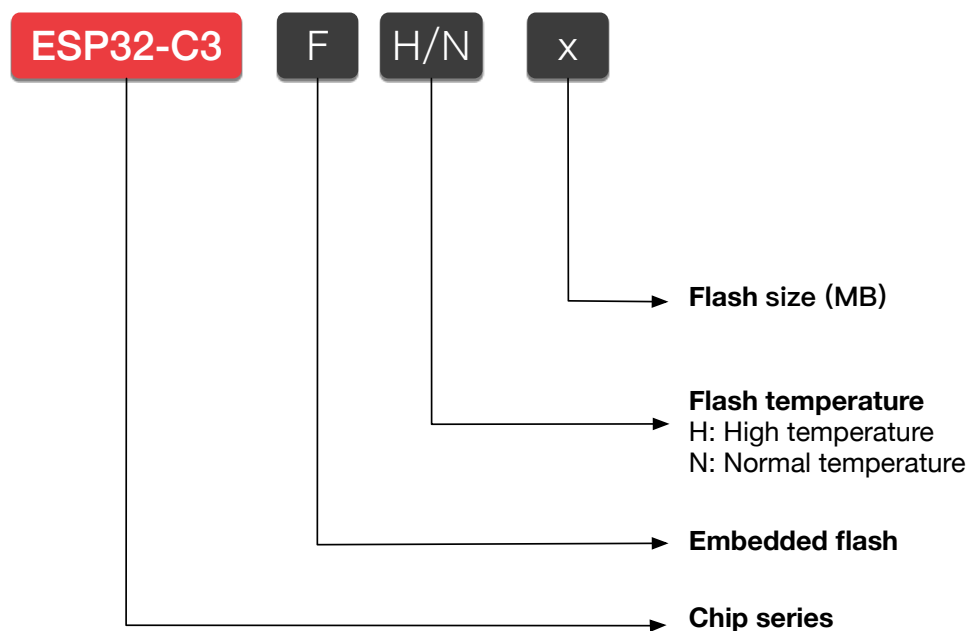 ESP32-C3 F H/N x
Flash size (MB)
Flash temperature
H: High temperature
N: Normal temperature
Embedded flash
Chip series